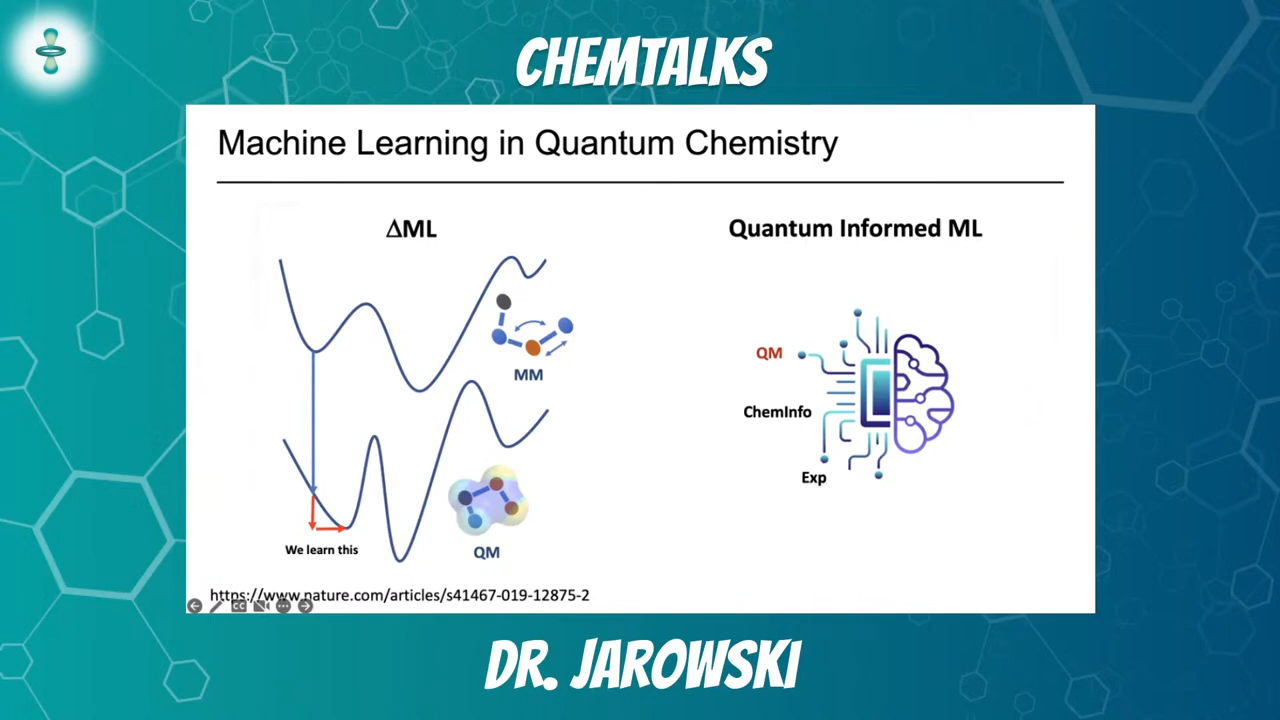 CHEMTALKS
Machine Learning in Quantum Chemistry
ΔML
Quantum Informed ML
MM
QM
We learn this
QM
ChemInfo
Exp
https://www.nature.com/articles/s41467-019-12875-2
CC
DR. JAROWSKI